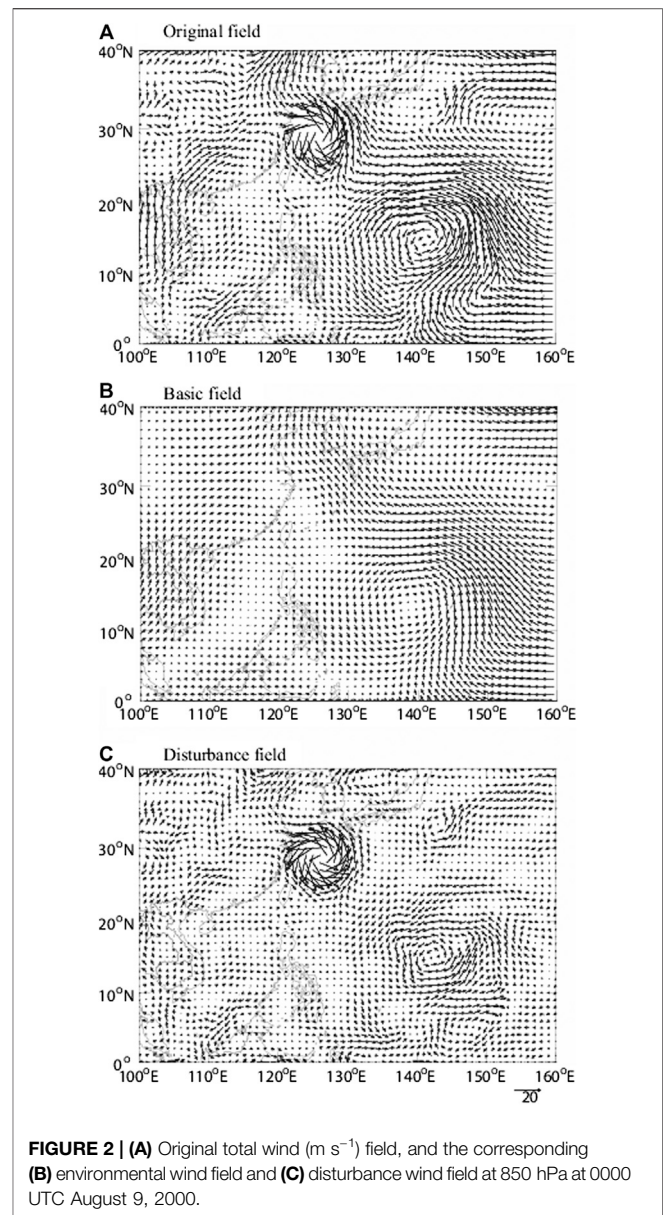 A Original field
40°N
30°N
20°N
10°N
0°
100°E 110°E 120°E 130°E 140°E 150°E 160°E
B Basic field
40°N
30°N
20°N
10°N
0°
100°E 110°E 120°E 130°E 140°E 150°E 160°E
C Disturbance field
40°N
30°N
20°N
10°N
0°
100°E 110°E 120°E 130°E 140°E 150°E 160°E
20
FIGURE 2 | (A) Original total wind (m s⁻¹) field, and the corresponding
(B) environmental wind field and (C) disturbance wind field at 850 hPa at 0000
UTC August 9, 2000.